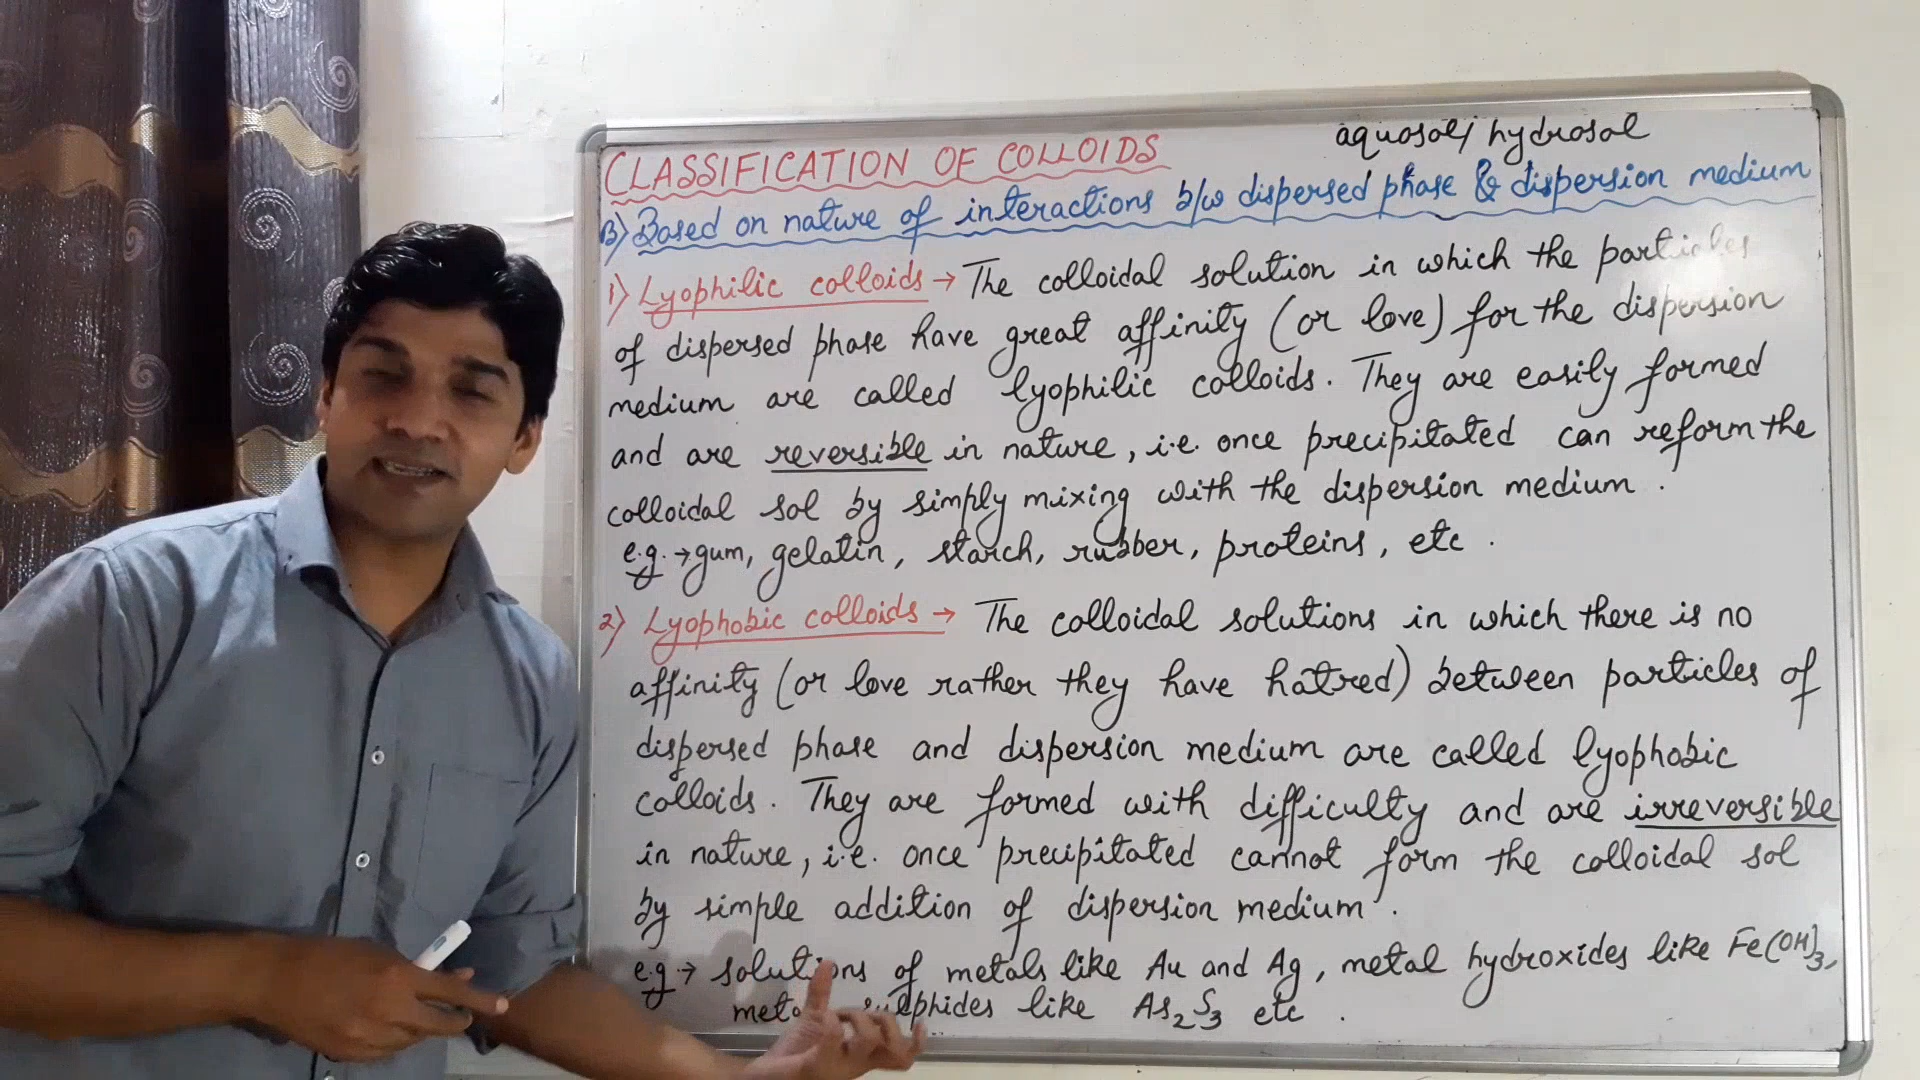 aquasol/hydrosol
CLASSIFICATION OF COLLOIDS
B) Based on nature of interactions b/w dispersed phase & dispersion medium
1) Lyophilic colloids → The colloidal solution in which the particles
of dispersed phase have great affinity (or love) for the dispersion
medium are called lyophilic colloids. They are easily formed
and are reversible in nature, i.e. once precipitated can reform the
colloidal sol by simply mixing with the dispersion medium.
e.g. → gum, gelatin, starch, rubber, proteins, etc.
2) Lyophobic colloids → The colloidal solutions in which there is no
affinity (or love rather they have hatred) between particles of
dispersed phase and dispersion medium are called lyophobic
colloids. They are formed with difficulty and are irreversible
in nature, i.e. once precipitated cannot form the colloidal sol
by simple addition of dispersion medium.
e.g. → solutions of metals like Au and Ag, metal hydroxides like Fe(OH)3,
sulphides like As2S3 etc.